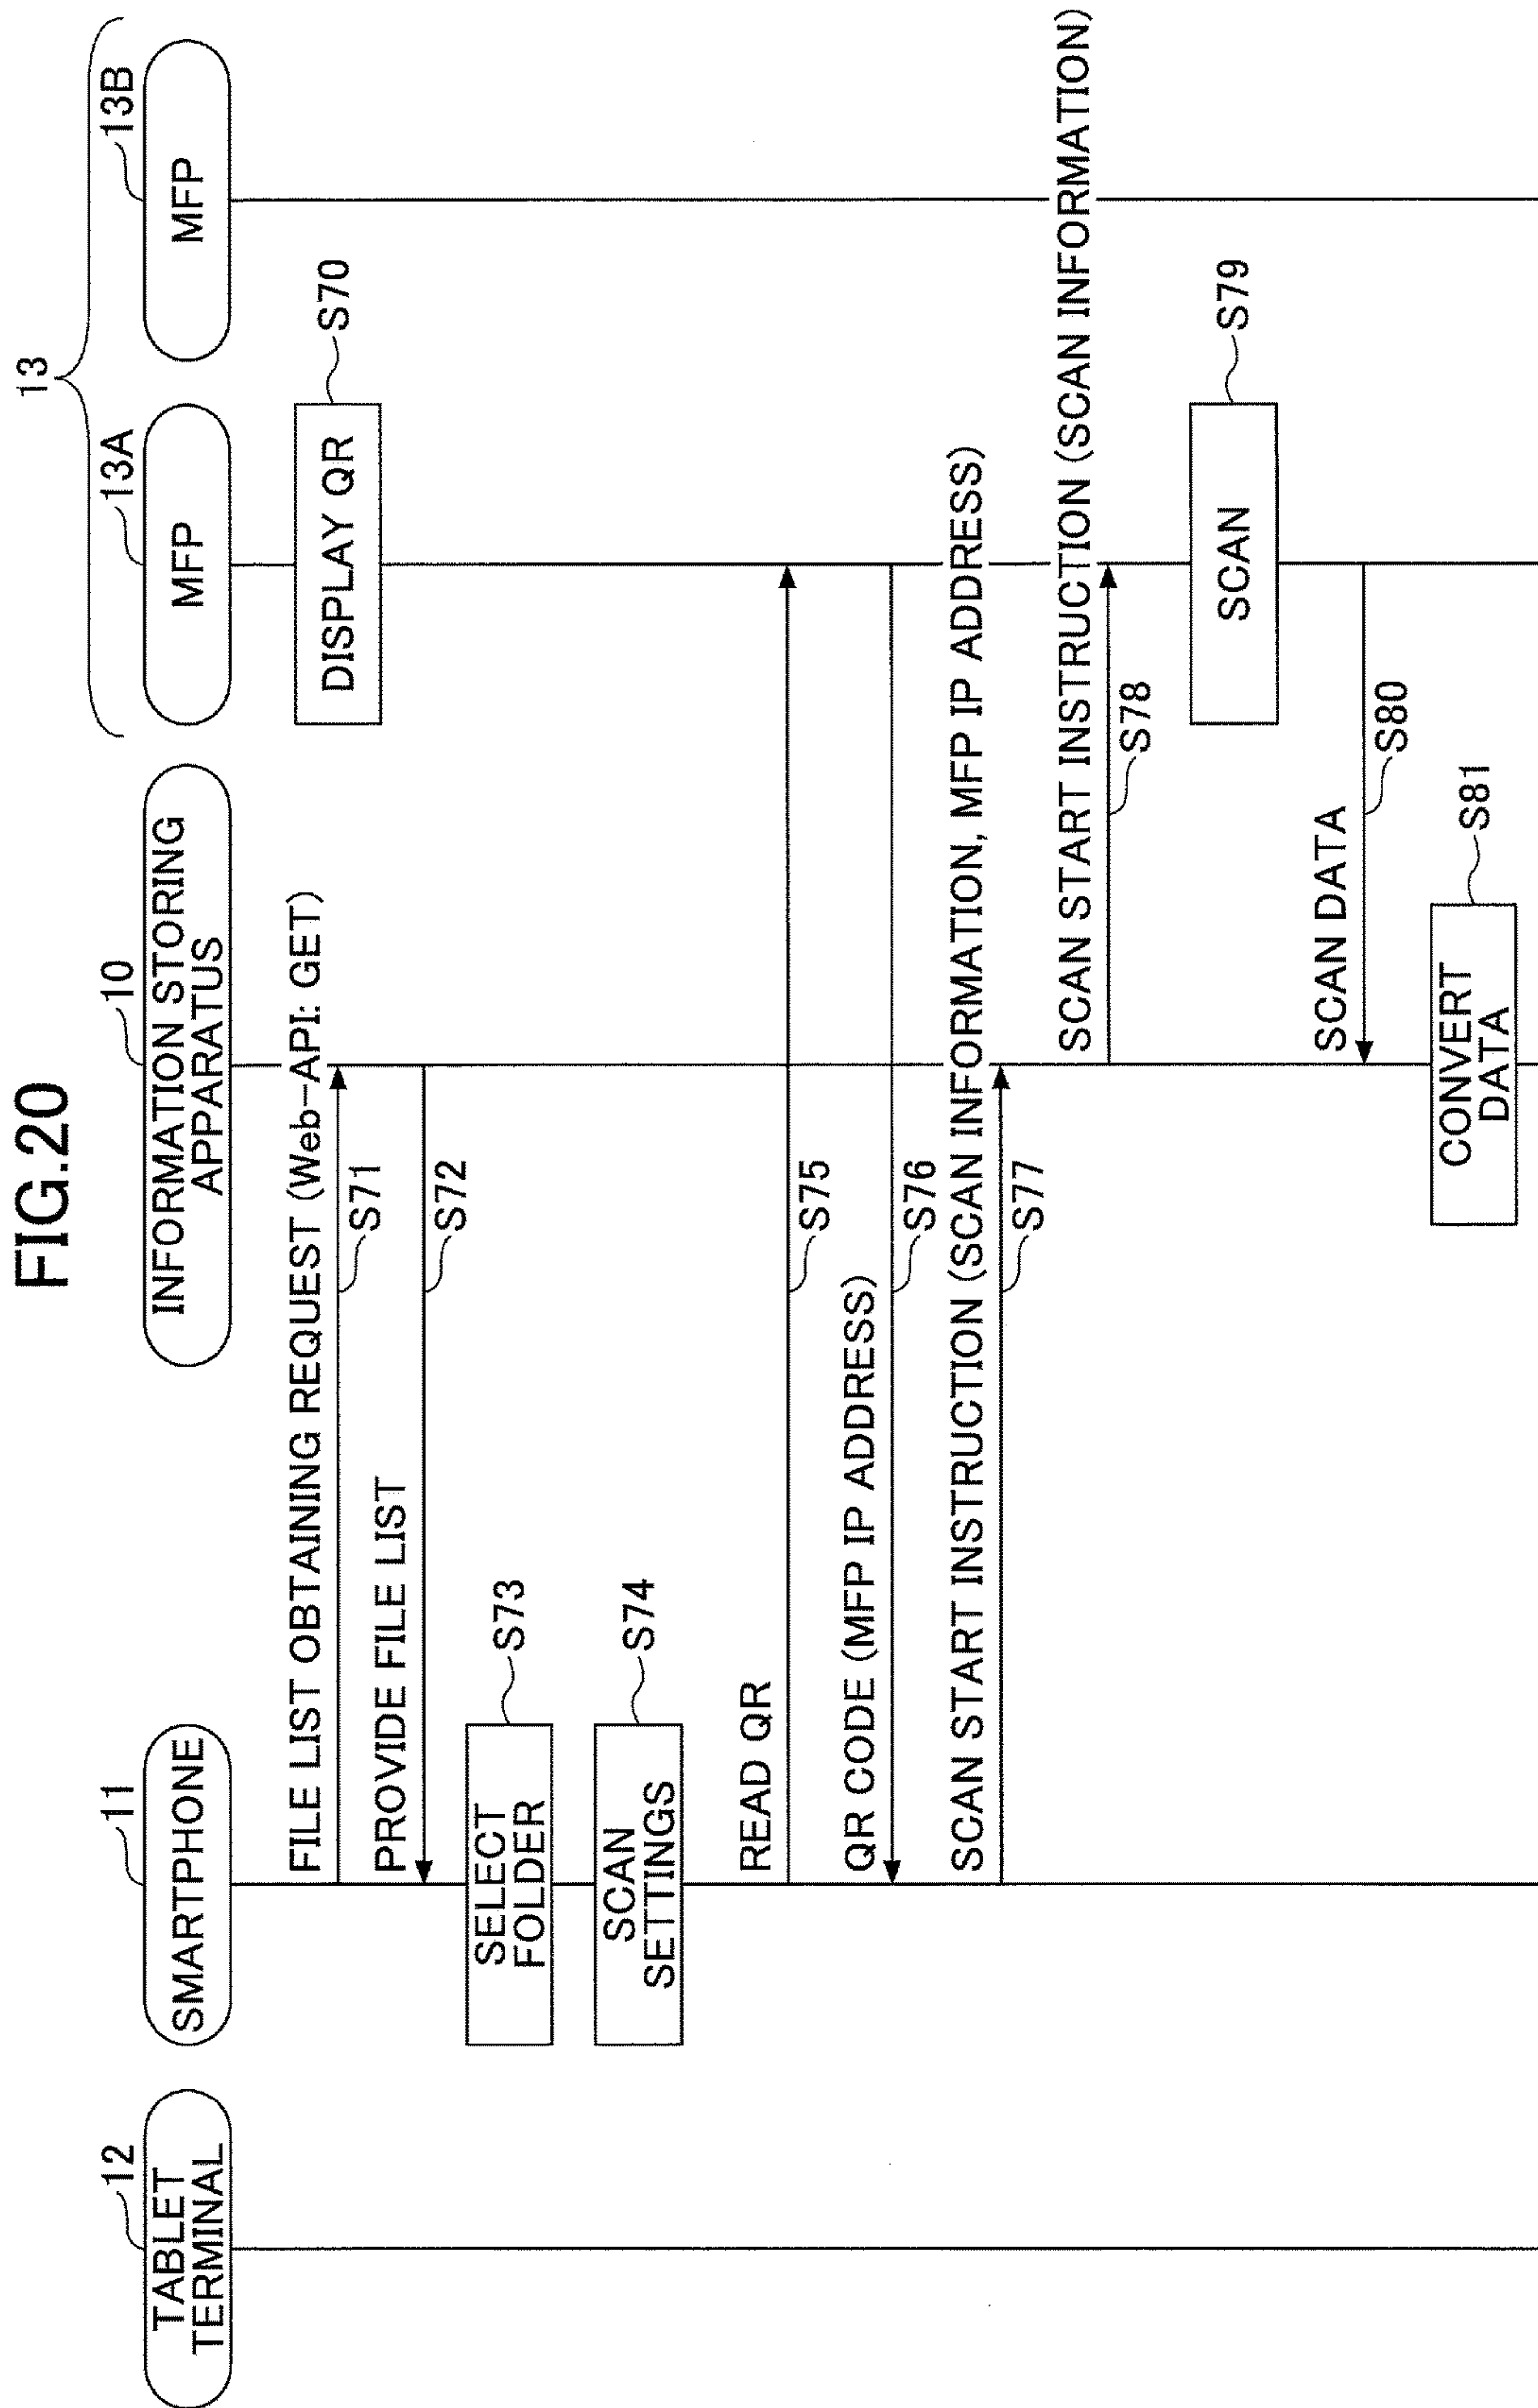 FIG.20
12
TABLET
TERMINAL
11
SMARTPHONE
10
INFORMATION STORING
APPARATUS
13
13A
MFP
13B
MFP
DISPLAY QR
S70
FILE LIST OBTAINING REQUEST (Web-API: GET)
S71
PROVIDE FILE LIST
S72
SELECT
FOLDER
S73
SCAN
SETTINGS
S74
READ QR
S75
QR CODE (MFP IP ADDRESS)
S76
SCAN START INSTRUCTION (SCAN INFORMATION, MFP IP ADDRESS)
S77
SCAN START INSTRUCTION (SCAN INFORMATION)
S78
SCAN
S79
SCAN DATA
S80
CONVERT
DATA
S81